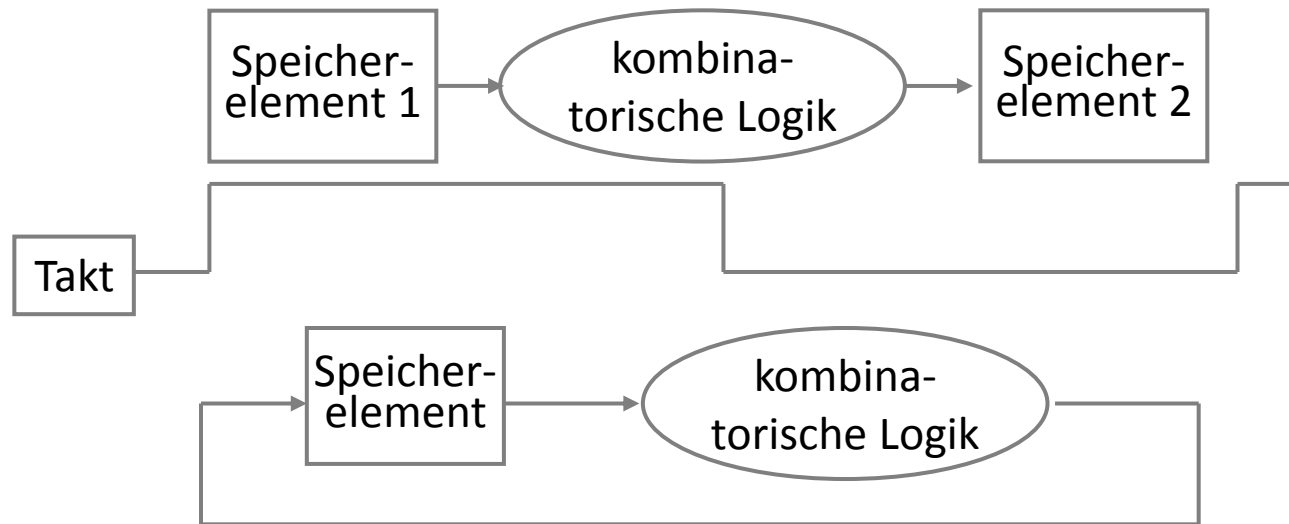 Speicher-
element 1
kombina-
torische Logik
Speicher-
element 2
Takt
Speicher-
element
kombina-
torische Logik